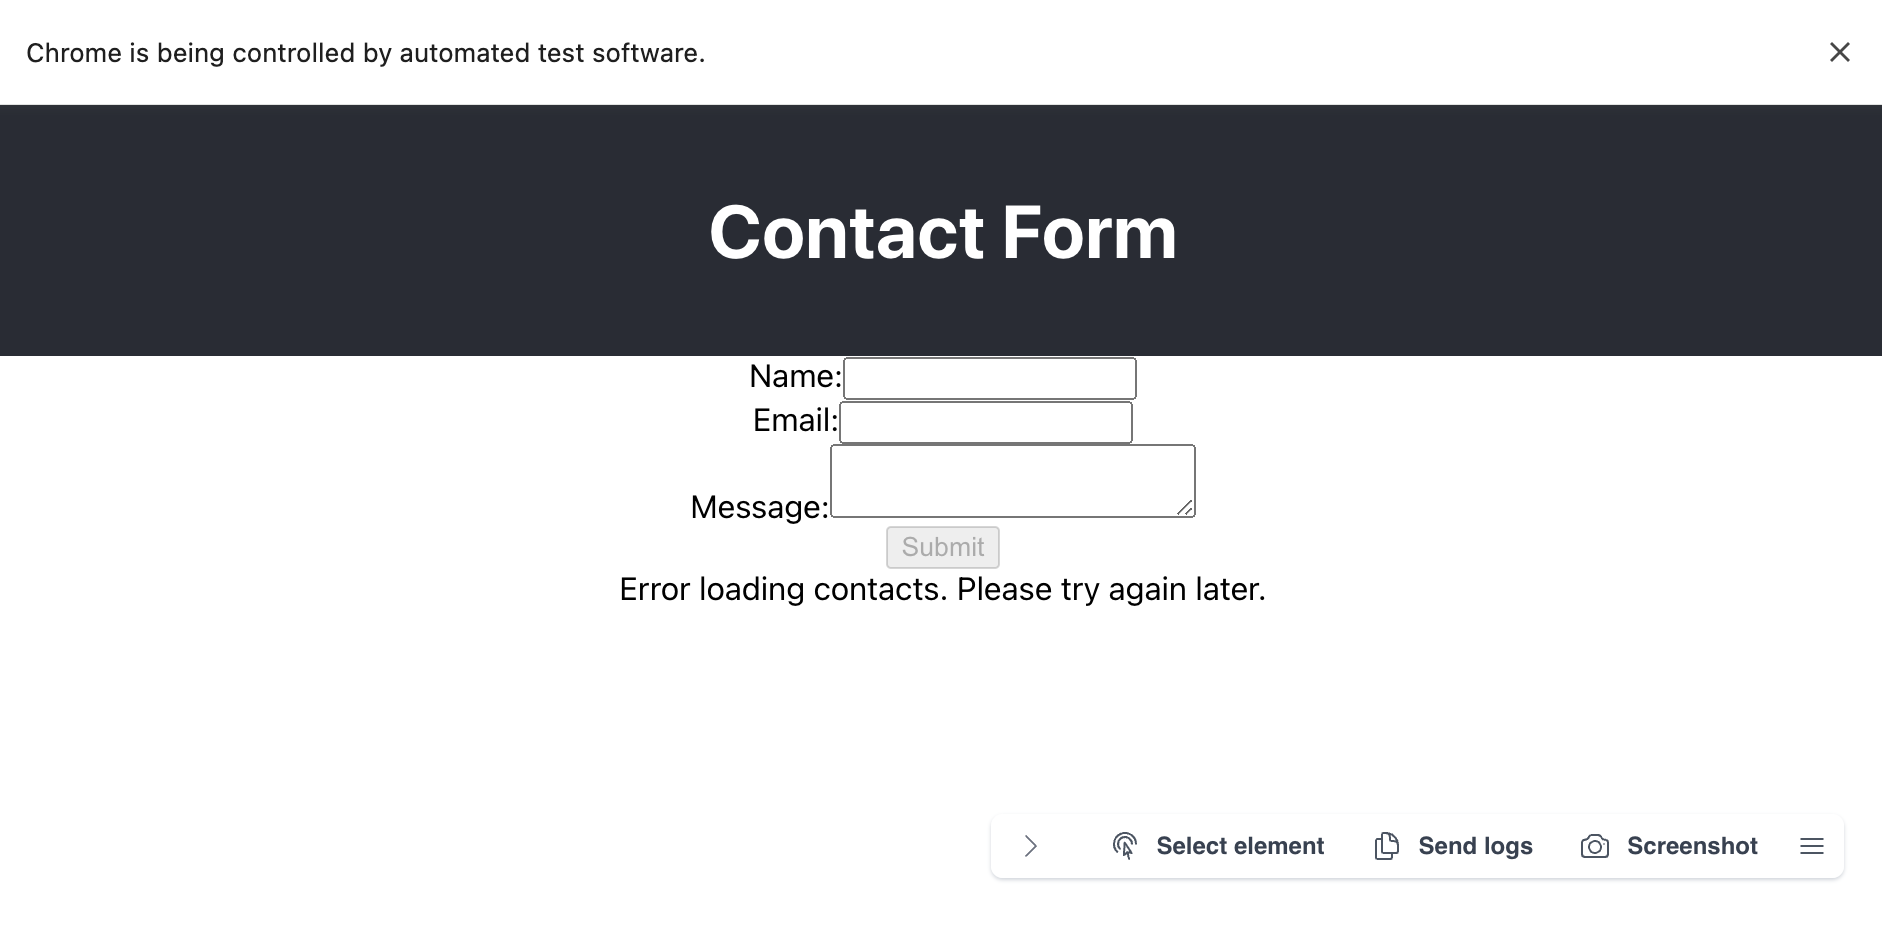 Chrome is being controlled by automated test software.
Contact Form
Name:
Email:
Message:
Submit
Error loading contacts. Please try again later.
Select element
Send logs
Screenshot